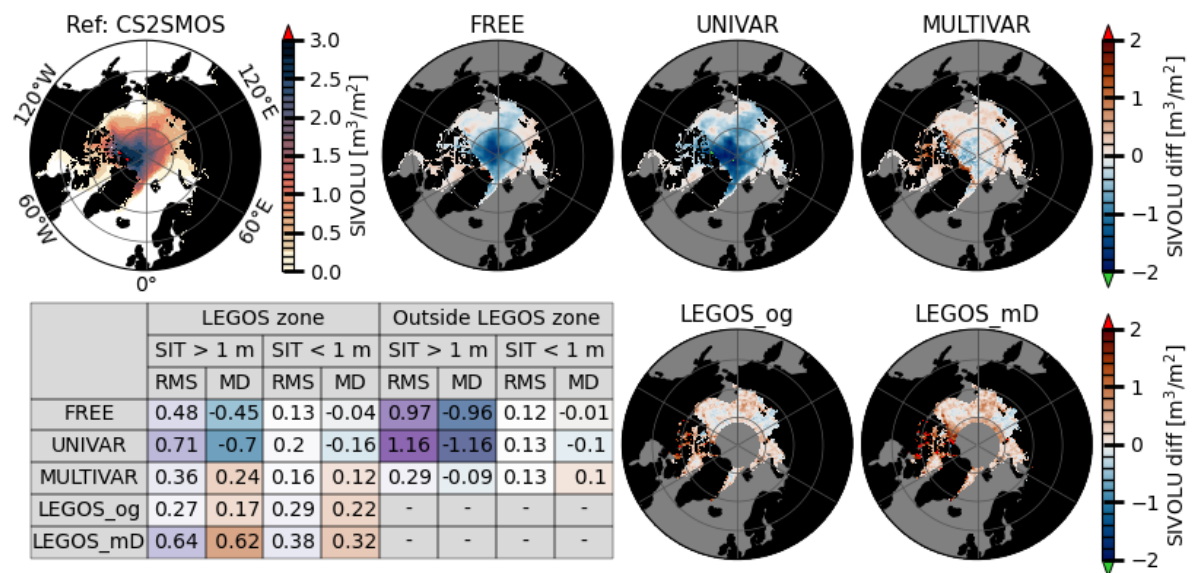 Ref: CS2SMOS
FREE
UNIVAR
MULTIVAR
120°W
120°E
60°W
60°E
0°
3.0
2.5
2.0
1.5
1.0
0.5
0.0
SIVOLU [m³/m²]
2
1
0
−1
−2
SIVOLU diff [m³/m²]
LEGOS zone Outside LEGOS zone
SIT > 1 m SIT < 1 m SIT > 1 m SIT < 1 m
RMS MD RMS MD RMS MD RMS MD
FREE 0.48 -0.45 0.13 -0.04 0.97 -0.96 0.12 -0.01
UNIVAR 0.71 -0.7 0.2 -0.16 1.16 -1.16 0.13 -0.1
MULTIVAR 0.36 0.24 0.16 0.12 0.29 -0.09 0.13 0.1
LEGOS_og 0.27 0.17 0.29 0.22 - - - -
LEGOS_mD 0.64 0.62 0.38 0.32 - - - -
LEGOS_og
LEGOS_mD
2
1
0
−1
−2
SIVOLU diff [m³/m²]